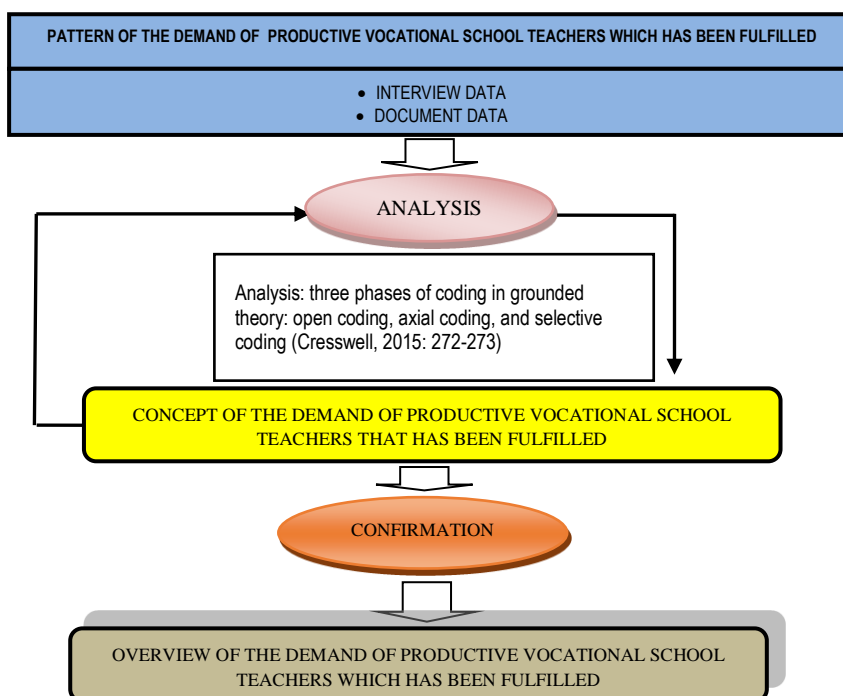 PATTERN OF THE DEMAND OF PRODUCTIVE VOCATIONAL SCHOOL TEACHERS WHICH HAS BEEN FULFILLED
• INTERVIEW DATA
• DOCUMENT DATA
ANALYSIS
Analysis: three phases of coding in grounded
theory: open coding, axial coding, and selective
coding (Cresswell, 2015: 272-273)
CONCEPT OF THE DEMAND OF PRODUCTIVE VOCATIONAL SCHOOL
TEACHERS THAT HAS BEEN FULFILLED
CONFIRMATION
OVERVIEW OF THE DEMAND OF PRODUCTIVE VOCATIONAL SCHOOL
TEACHERS WHICH HAS BEEN FULFILLED